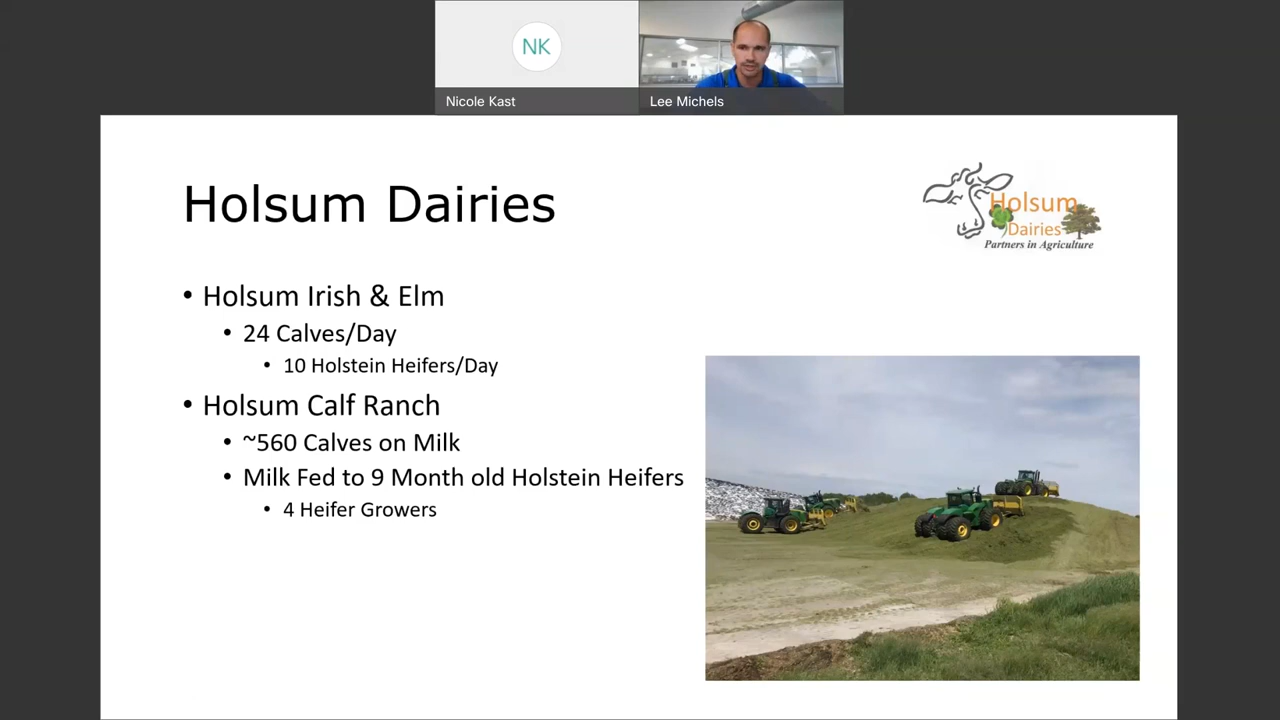 NK
Nicole Kast
Lee Michels
Holsum Dairies
Holsum
Dairies
Partners in Agriculture
• Holsum Irish & Elm
• 24 Calves/Day
• 10 Holstein Heifers/Day
• Holsum Calf Ranch
• ~560 Calves on Milk
• Milk Fed to 9 Month old Holstein Heifers
• 4 Heifer Growers